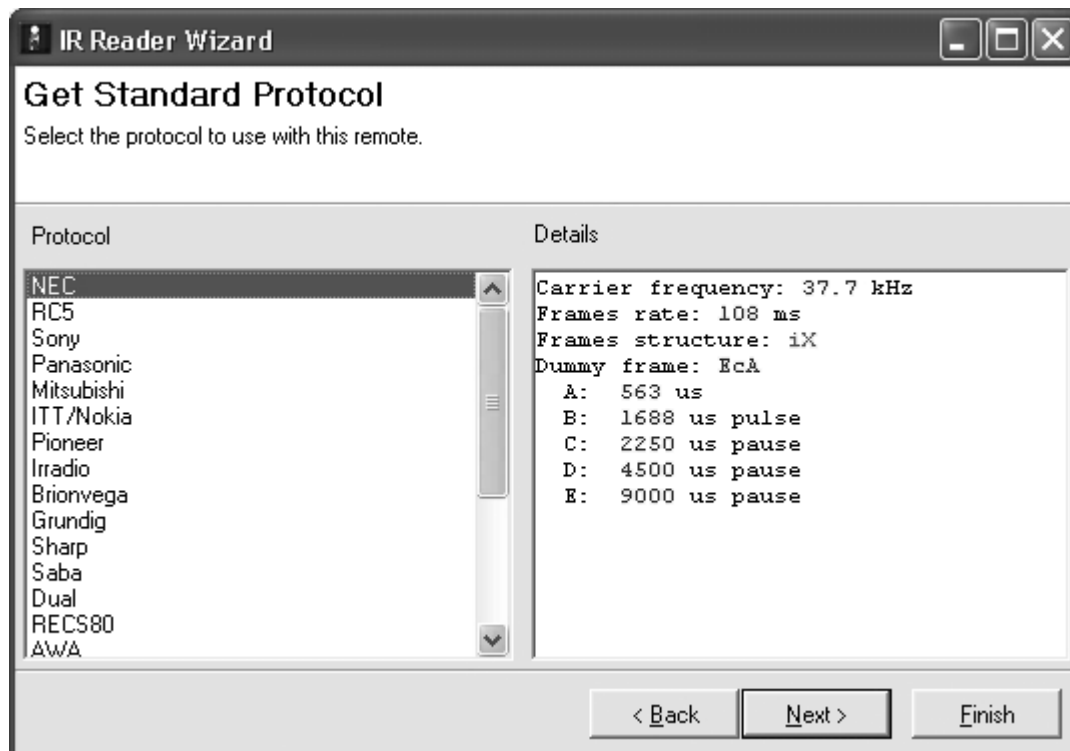 IR Reader Wizard
Get Standard Protocol
Select the protocol to use with this remote.
Protocol
NEC
RC5
Sony
Panasonic
Mitsubishi
ITT/Nokia
Pioneer
Irradio
Brionvega
Grundig
Sharp
Saba
Dual
RECS80
AWA
Details
Carrier frequency: 37.7 kHz
Frames rate: 108 ms
Frames structure: iX
Dummy frame: EcA
A: 563 us
B: 1688 us pulse
C: 2250 us pause
D: 4500 us pause
E: 9000 us pause
< Back
Next >
Finish